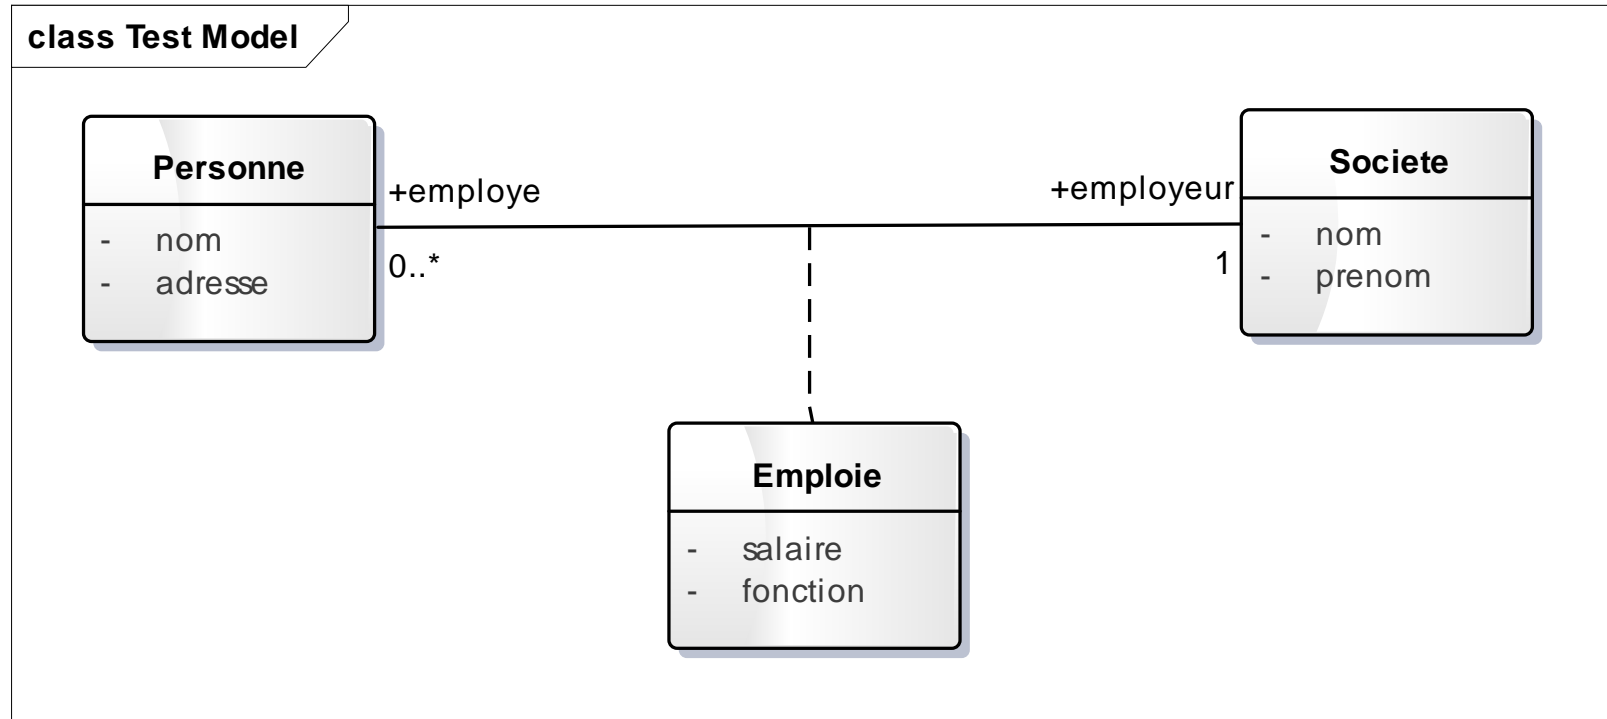 class Test Model
Personne
- nom
- adresse
+employe
0..*
+employeur
1
Societe
- nom
- prenom
Emploie
- salaire
- fonction